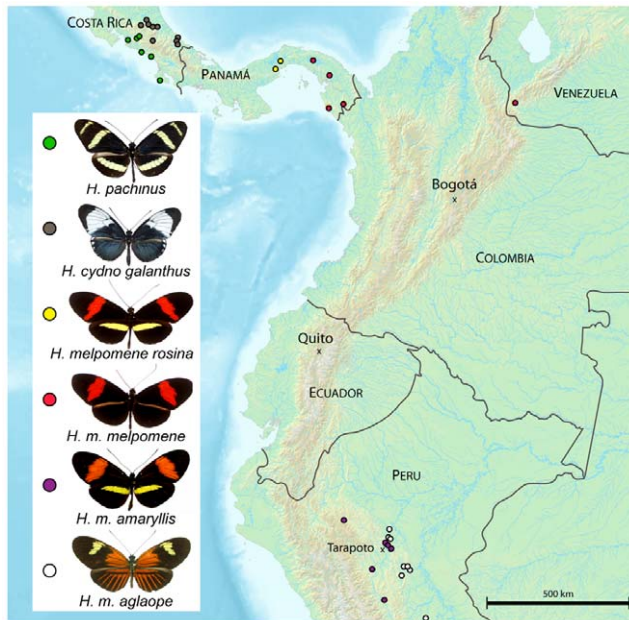 COSTA RICA
PANAMÁ
VENEZUELA
H. pachinus
Bogotá
x
H. cydno galanthus
COLOMBIA
H. melpomene rosina
Quito
x
ECUADOR
H. m. melpomene
PERU
H. m. amaryllis
Tarapoto x
H. m. aglaope
500 km